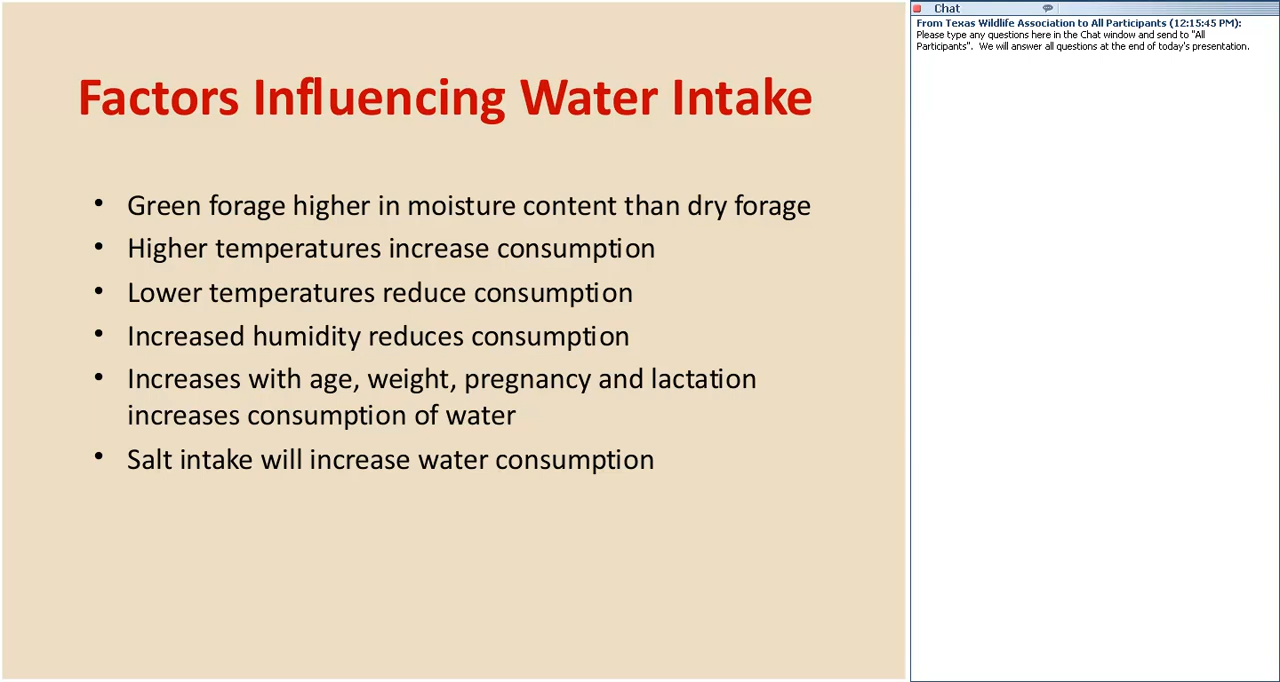 Factors Influencing Water Intake
• Green forage higher in moisture content than dry forage
• Higher temperatures increase consumption
• Lower temperatures reduce consumption
• Increased humidity reduces consumption
• Increases with age, weight, pregnancy and lactation
increases consumption of water
• Salt intake will increase water consumption
Chat
From Texas Wildlife Association to All Participants (12:15:45 PM):
Please type any questions here in the Chat window and send to "All
Participants". We will answer all questions at the end of today's presentation.